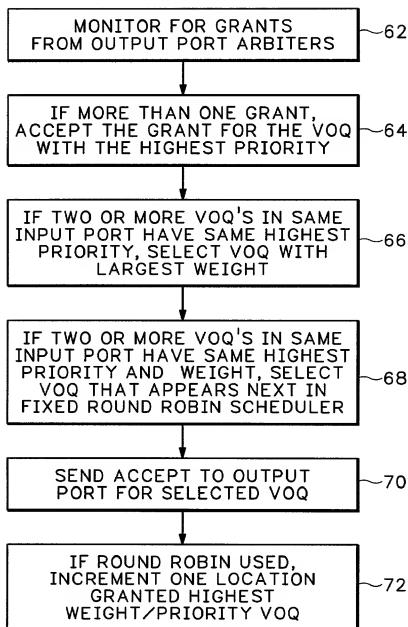 MONITOR FOR GRANTS
FROM OUTPUT PORT ARBITERS
62
IF MORE THAN ONE GRANT,
ACCEPT THE GRANT FOR THE VOQ
WITH THE HIGHEST PRIORITY
64
IF TWO OR MORE VOQ'S IN SAME
INPUT PORT HAVE SAME HIGHEST
PRIORITY, SELECT VOQ WITH
LARGEST WEIGHT
66
IF TWO OR MORE VOQ'S IN SAME
INPUT PORT HAVE SAME HIGHEST
PRIORITY AND WEIGHT, SELECT
VOQ THAT APPEARS NEXT IN
FIXED ROUND ROBIN SCHEDULER
68
SEND ACCEPT TO OUTPUT
PORT FOR SELECTED VOQ
70
IF ROUND ROBIN USED,
INCREMENT ONE LOCATION
GRANTED HIGHEST
WEIGHT/PRIORITY VOQ
72